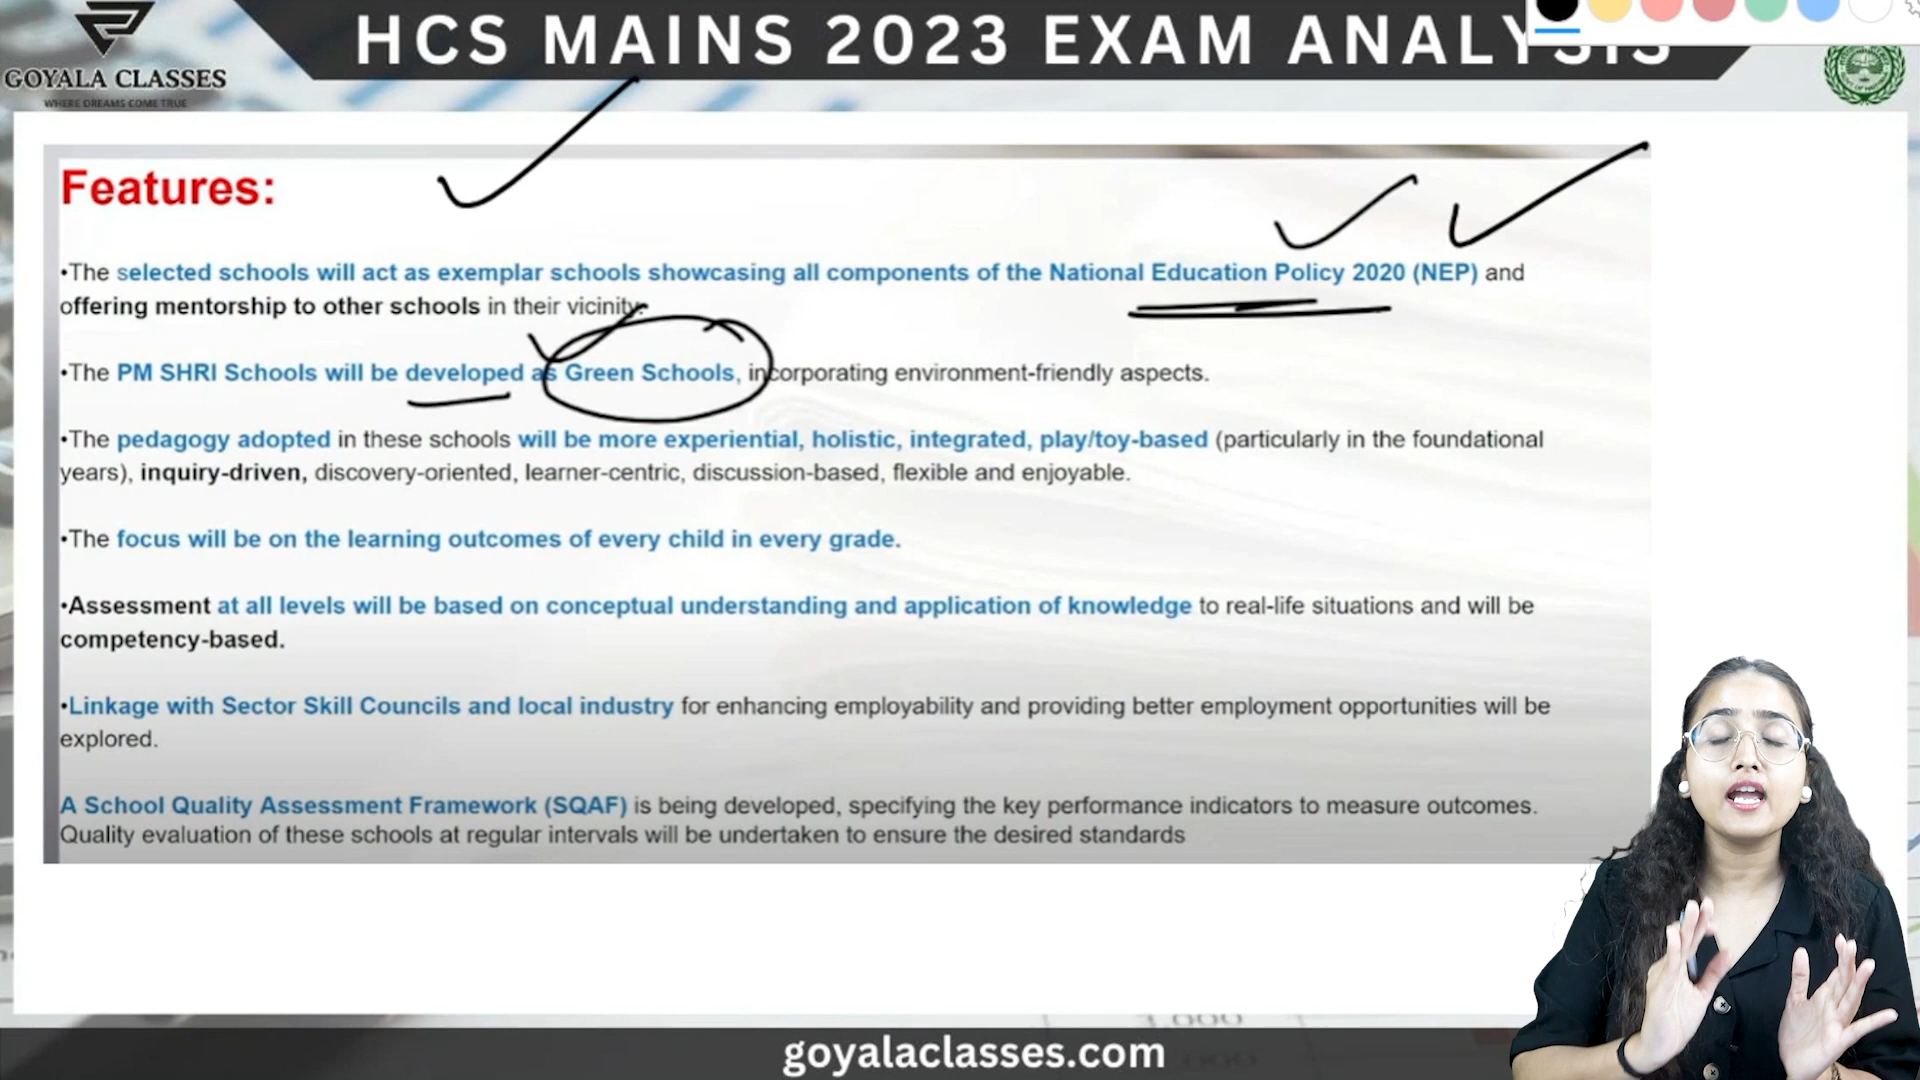 HCS MAINS 2023 EXAM ANALYSIS
GOYALA CLASSES
WHERE DREAMS COME TRUE
Features:
•The selected schools will act as exemplar schools showcasing all components of the National Education Policy 2020 (NEP) and
offering mentorship to other schools in their vicinity.
•The PM SHRI Schools will be developed as Green Schools, incorporating environment-friendly aspects.
•The pedagogy adopted in these schools will be more experiential, holistic, integrated, play/toy-based (particularly in the foundational
years), inquiry-driven, discovery-oriented, learner-centric, discussion-based, flexible and enjoyable.
•The focus will be on the learning outcomes of every child in every grade.
•Assessment at all levels will be based on conceptual understanding and application of knowledge to real-life situations and will be
competency-based.
•Linkage with Sector Skill Councils and local industry for enhancing employability and providing better employment opportunities will be
explored.
A School Quality Assessment Framework (SQAF) is being developed, specifying the key performance indicators to measure outcomes.
Quality evaluation of these schools at regular intervals will be undertaken to ensure the desired standards
goyalaclasses.com